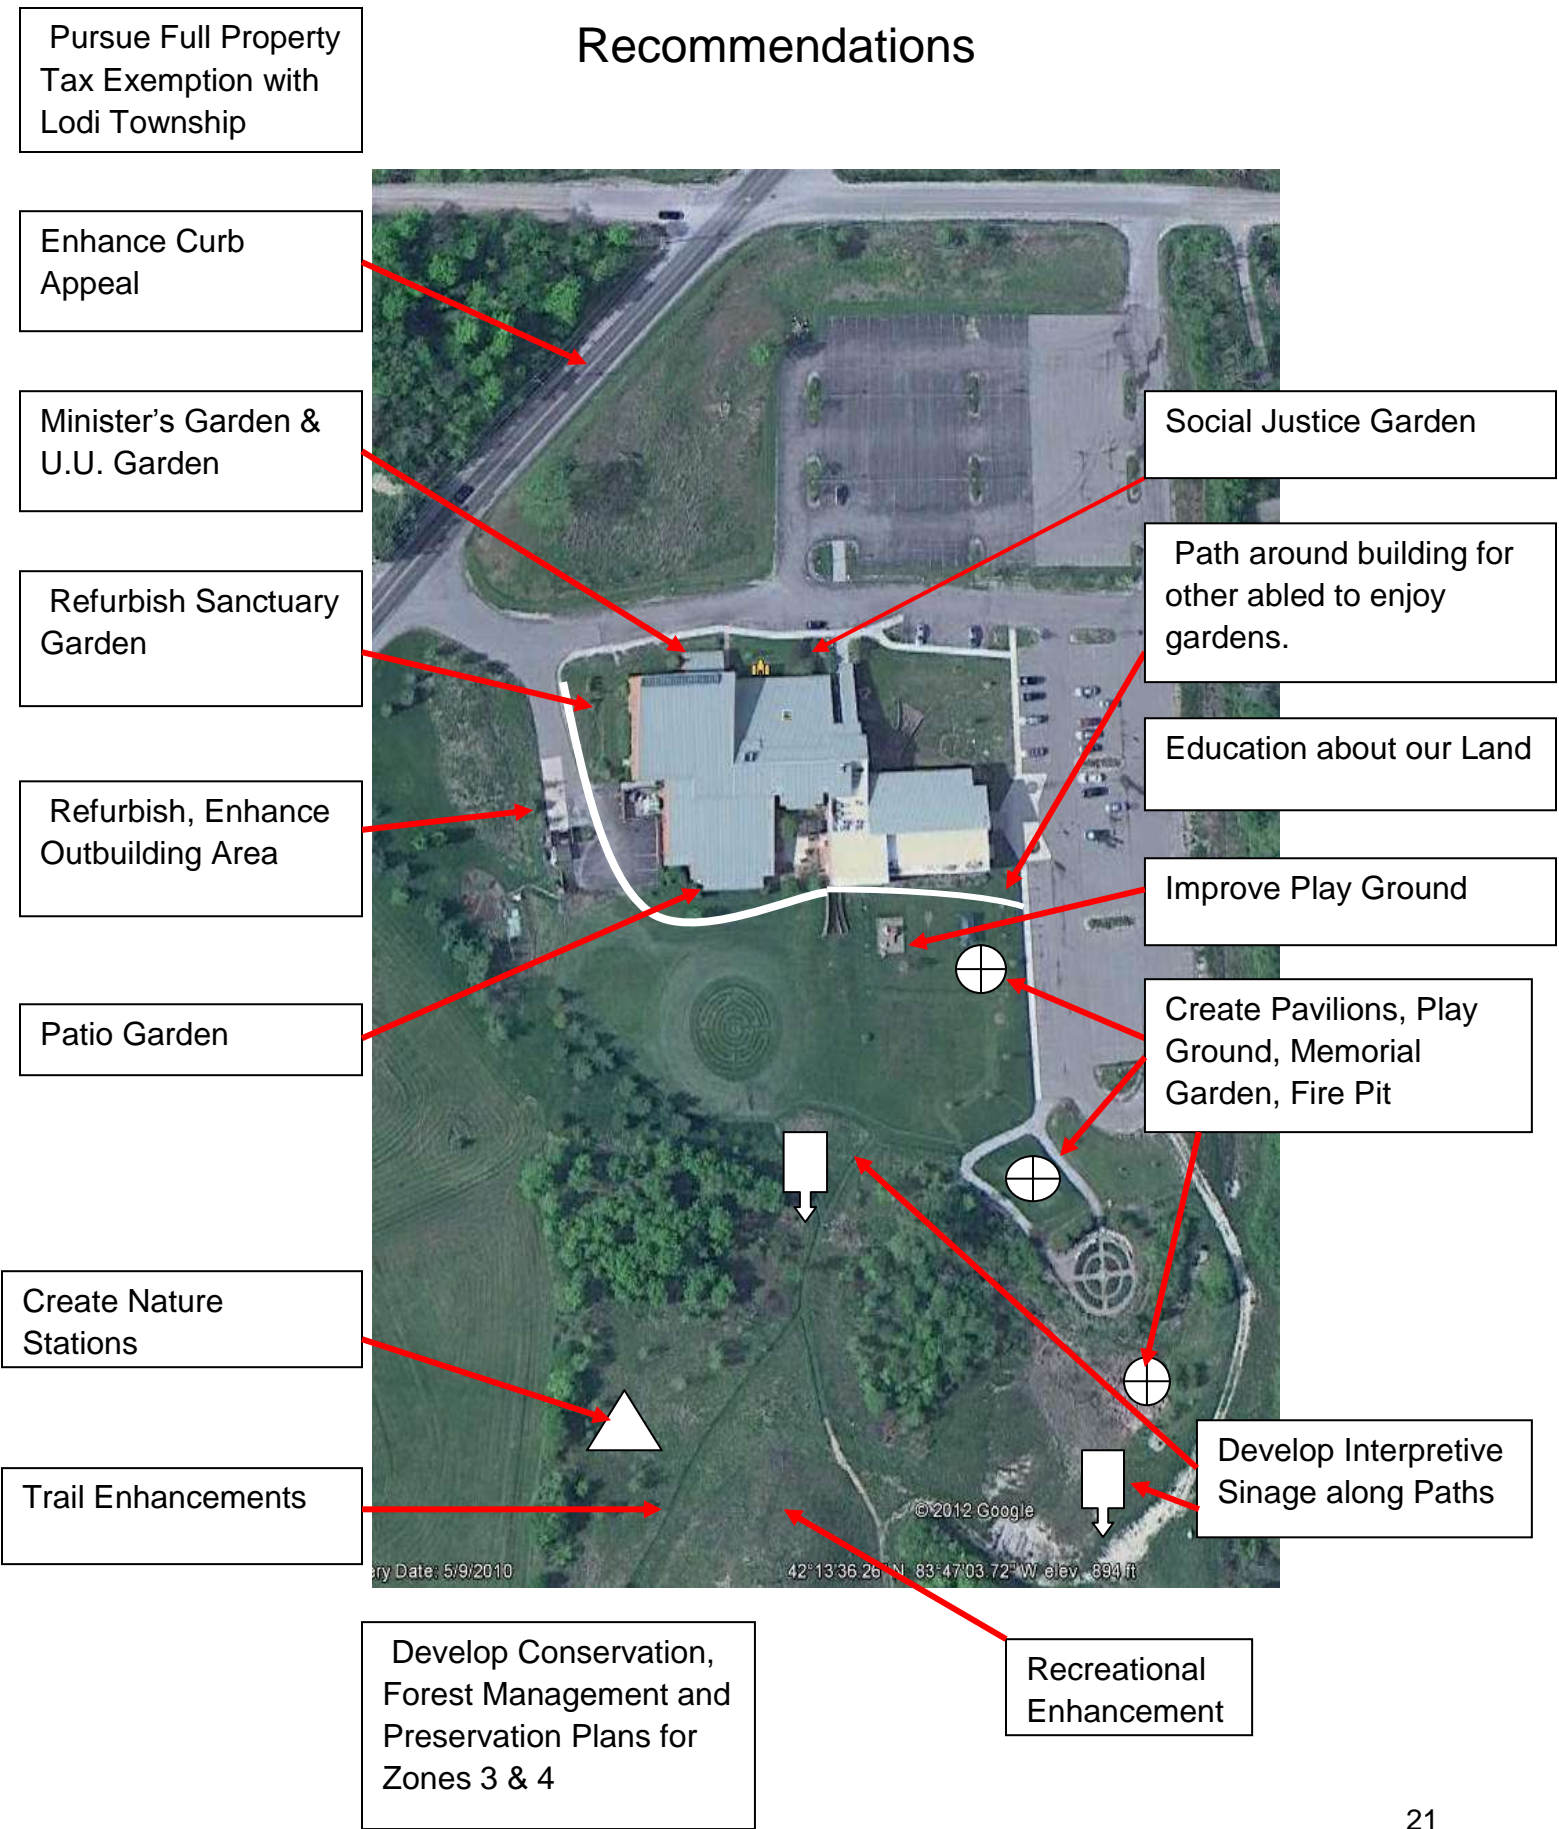 Recommendations
Pursue Full Property
Tax Exemption with
Lodi Township
Enhance Curb
Appeal
Minister’s Garden &
U.U. Garden
Refurbish Sanctuary
Garden
Refurbish, Enhance
Outbuilding Area
Patio Garden
Create Nature
Stations
Trail Enhancements
Social Justice Garden
Path around building for
other abled to enjoy
gardens.
Education about our Land
Improve Play Ground
Create Pavilions, Play
Ground, Memorial
Garden, Fire Pit
Develop Interpretive
Sinage along Paths
© 2012 Google
ery Date: 5/9/2010
42°13'36.26" N 83°47'03.72" W elev 894 ft
Develop Conservation,
Forest Management and
Preservation Plans for
Zones 3 & 4
Recreational
Enhancement
21